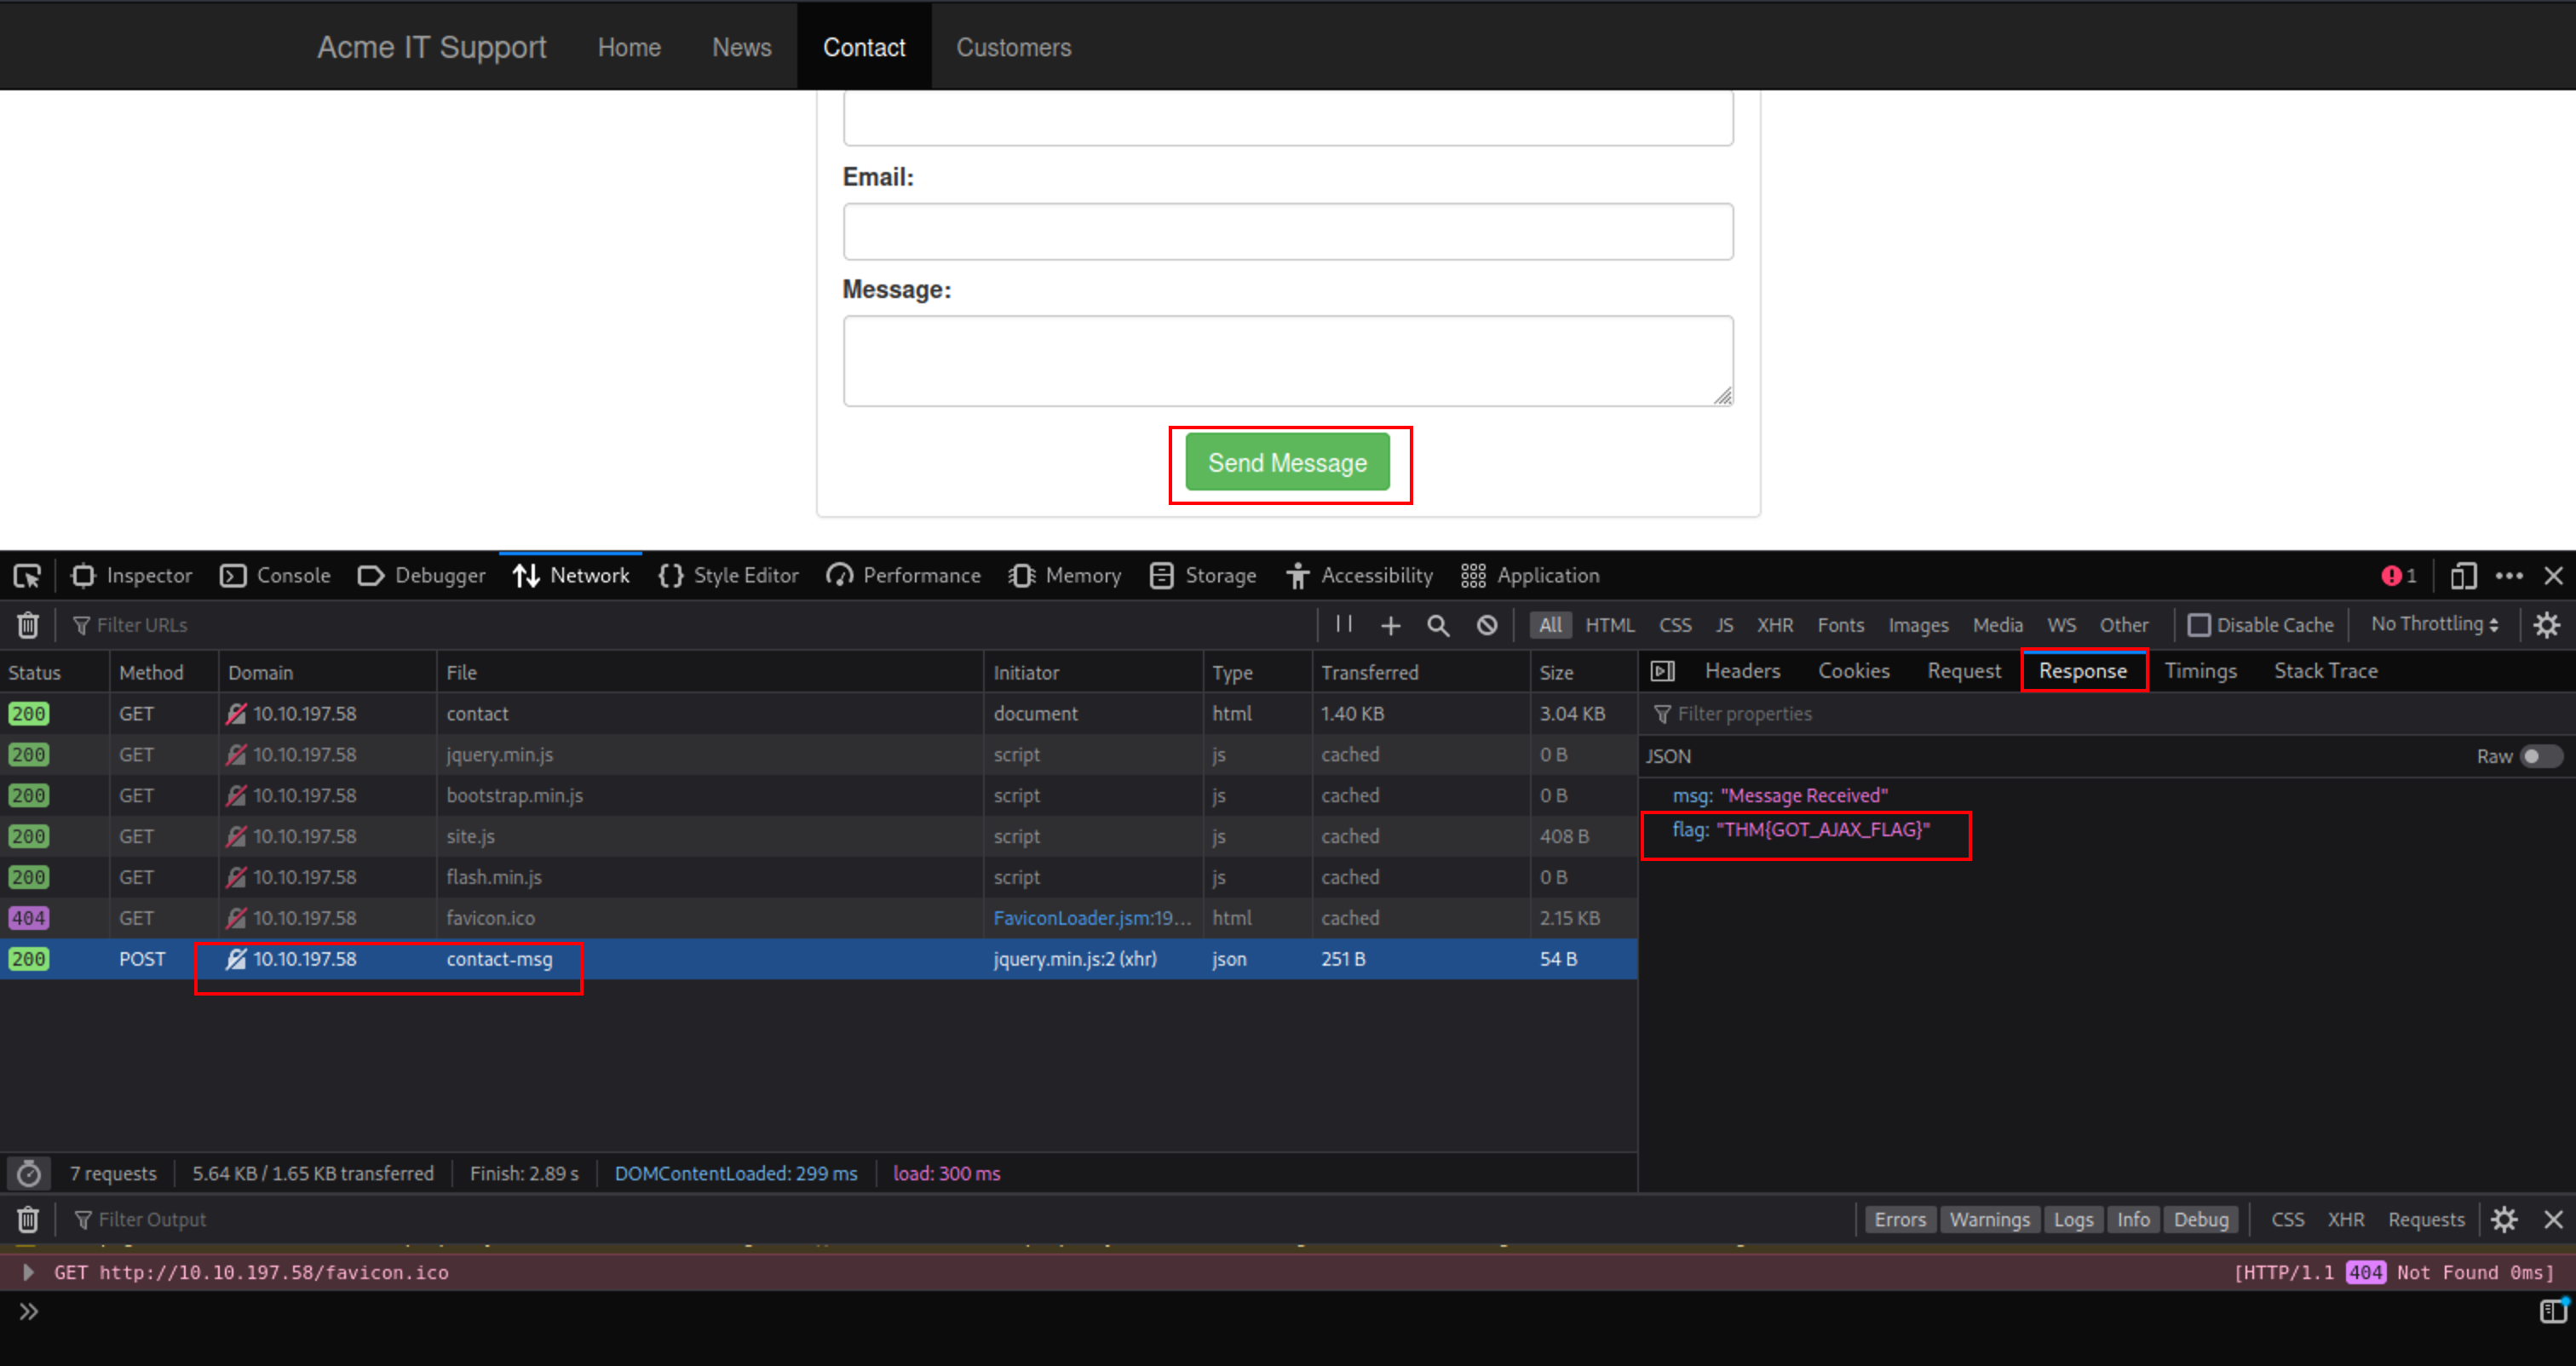 Acme IT Support Home News Contact Customers
Email:
Message:
Send Message
Inspector Console Debugger Network Style Editor Performance Memory Storage Accessibility Application 1
Filter URLs All HTML CSS JS XHR Fonts Images Media WS Other Disable Cache No Throttling
Status Method Domain File Initiator Type Transferred Size
200 GET 10.10.197.58 contact document html 1.40 KB 3.04 KB
200 GET 10.10.197.58 jquery.min.js script js cached 0 B
200 GET 10.10.197.58 bootstrap.min.js script js cached 0 B
200 GET 10.10.197.58 site.js script js cached 408 B
200 GET 10.10.197.58 flash.min.js script js cached 0 B
404 GET 10.10.197.58 favicon.ico FaviconLoader.jsm:19... html cached 2.15 KB
200 POST 10.10.197.58 contact-msg jquery.min.js:2 (xhr) json 251 B 54 B
Headers Cookies Request Response Timings Stack Trace
Filter properties
JSON Raw
msg: "Message Received"
flag: "THM{GOT_AJAX_FLAG}"
7 requests 5.64 KB / 1.65 KB transferred Finish: 2.89 s DOMContentLoaded: 299 ms load: 300 ms
Filter Output Errors Warnings Logs Info Debug CSS XHR Requests
GET http://10.10.197.58/favicon.ico [HTTP/1.1 404 Not Found 0ms]